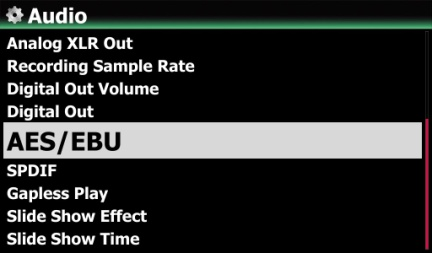 Audio
Analog XLR Out
Recording Sample Rate
Digital Out Volume
Digital Out
AES/EBU
SPDIF
Gapless Play
Slide Show Effect
Slide Show Time